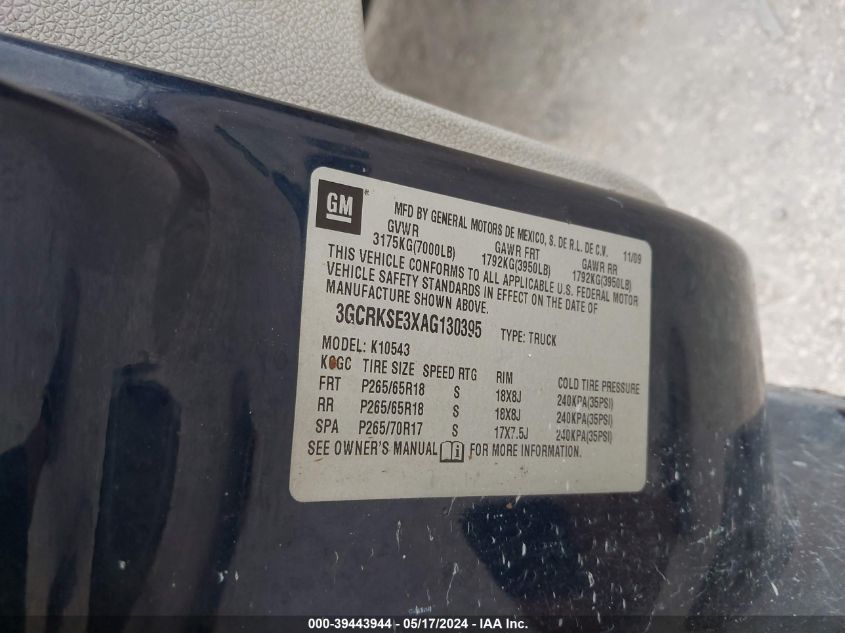 GM ®
MFD BY GENERAL MOTORS DE MEXICO, S. DE R.L. DE C.V. 11/09
GVWR GAWR FRT GAWR RR
3175KG(7000LB) 1792KG(3950LB) 1792KG(3950LB)
THIS VEHICLE CONFORMS TO ALL APPLICABLE U.S. FEDERAL MOTOR
VEHICLE SAFETY STANDARDS IN EFFECT ON THE DATE OF
MANUFACTURE SHOWN ABOVE.
3GCRKSE3XAG130395 TYPE: TRUCK
MODEL: K10543
KCGC TIRE SIZE SPEED RTG RIM COLD TIRE PRESSURE
FRT P265/65R18 S 18X8J 240KPA(35PSI)
RR P265/65R18 S 18X8J 240KPA(35PSI)
SPA P265/70R17 S 17X7.5J 240KPA(35PSI)
SEE OWNER'S MANUAL i FOR MORE INFORMATION.
000-39443944 / 05/17/2024 / IAAI.COM. INC.